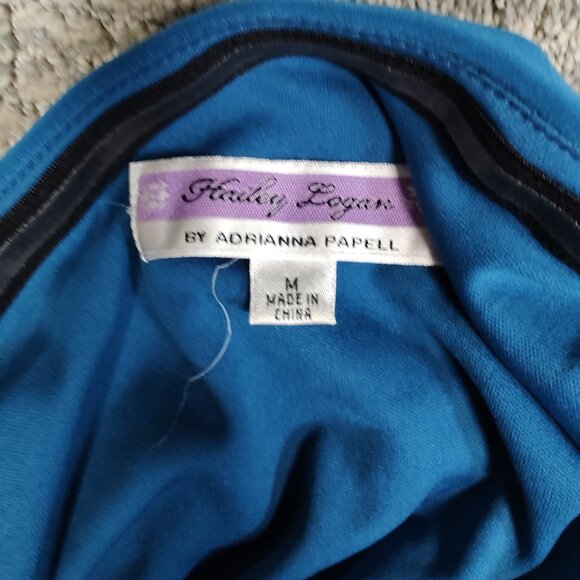 Hailey Logan
BY ADRIANNA PAPELL
M
MADE IN
CHINA